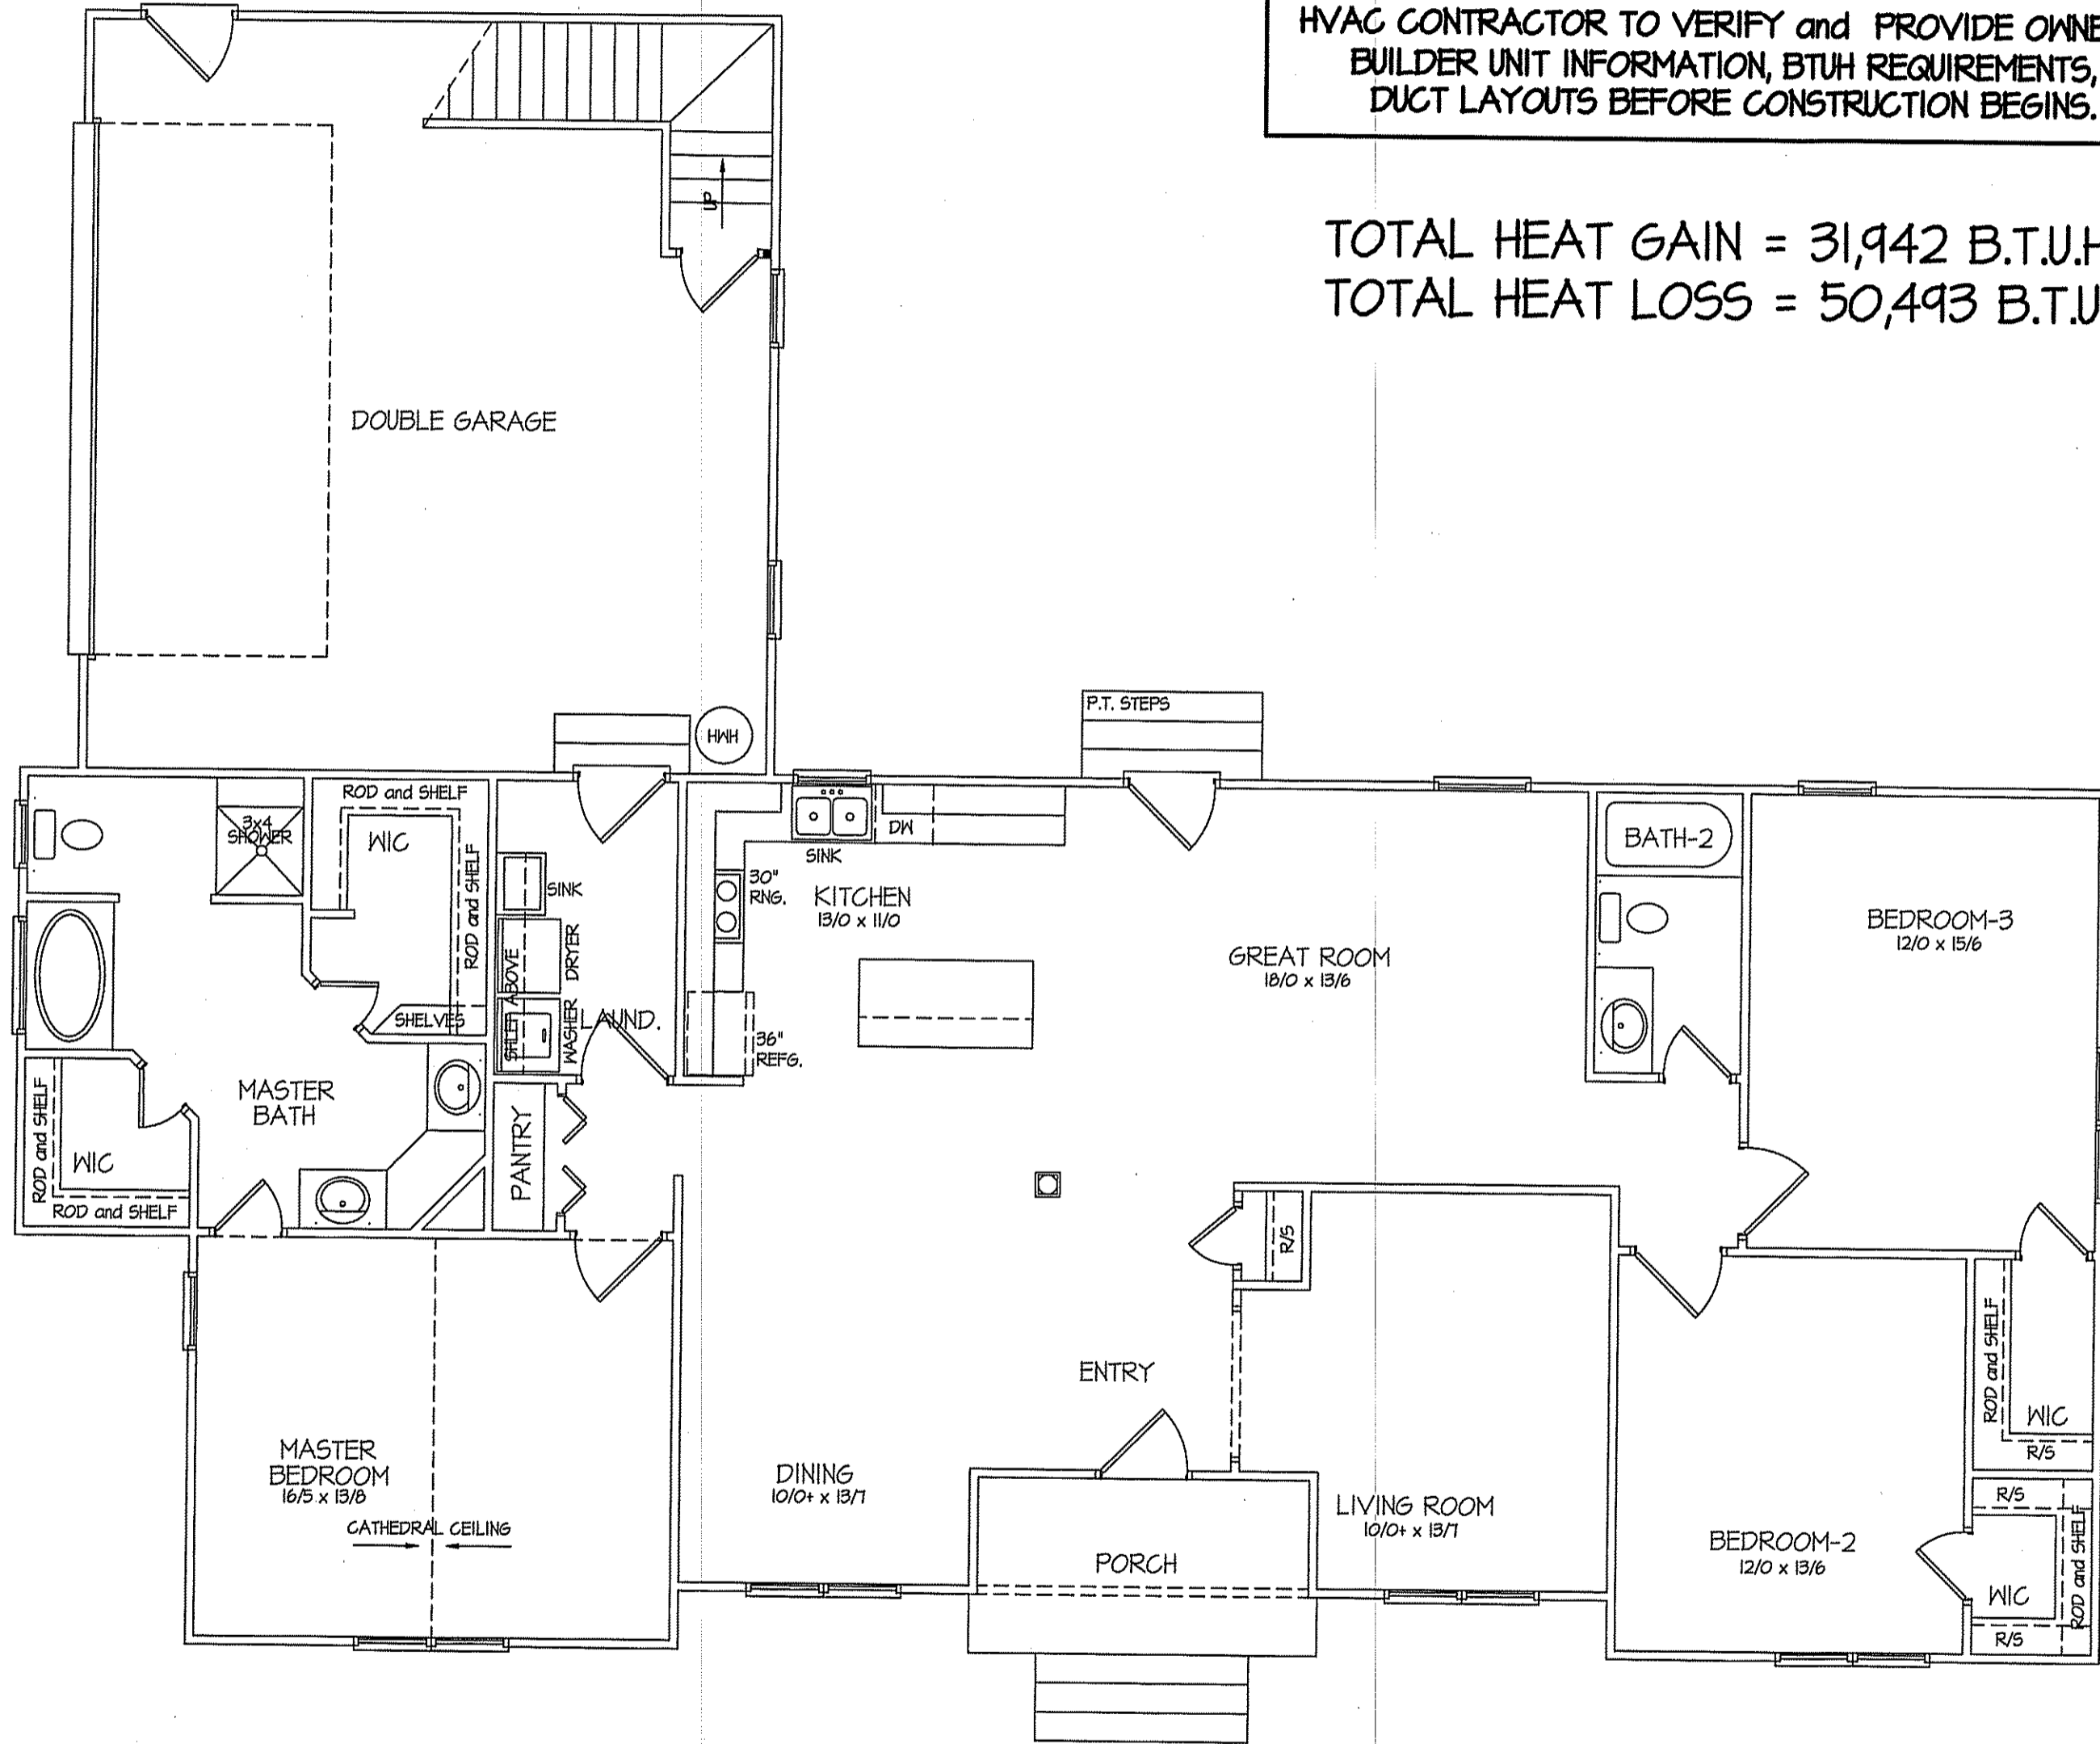 HVAC CONTRACTOR TO VERIFY and PROVIDE OWNE
BUILDER UNIT INFORMATION, BTUH REQUIREMENTS,
DUCT LAYOUTS BEFORE CONSTRUCTION BEGINS.
TOTAL HEAT GAIN = 31,942 B.T.U.H
TOTAL HEAT LOSS = 50,493 B.T.U
UP
DOUBLE GARAGE
HWH
P.T. STEPS
ROD and SHELF
WIC
ROD and SHELF
SHELVES
3x4
SHOWER
SINK
DRYER
WASHER
SHLF ABOVE
LAUND.
SINK
DW
30"
RNG.
KITCHEN
13/0 x 11/0
36"
REFG.
GREAT ROOM
18/0 x 13/6
BATH-2
BEDROOM-3
12/0 x 15/6
MASTER
BATH
ROD and SHELF
WIC
ROD and SHELF
PANTRY
R/S
ENTRY
MASTER
BEDROOM
16/5 x 13/8
CATHEDRAL CEILING
DINING
10/0+ x 13/7
PORCH
LIVING ROOM
10/0+ x 13/7
BEDROOM-2
12/0 x 13/6
ROD and SHELF
WIC
R/S
R/S
ROD and SHELF
WIC
R/S